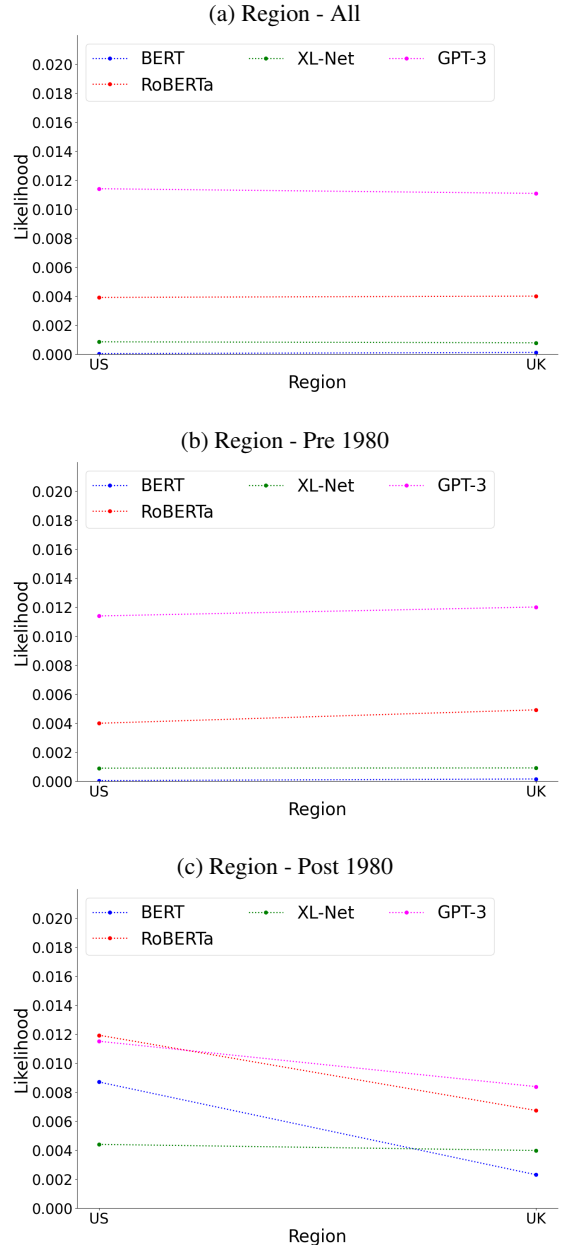 (a) Region - All
BERT XL-Net GPT-3
RoBERTa
0.020
0.018
0.016
0.014
0.012
0.010
0.008
0.006
0.004
0.002
0.000
Likelihood
US UK
Region
(b) Region - Pre 1980
BERT XL-Net GPT-3
RoBERTa
0.020
0.018
0.016
0.014
0.012
0.010
0.008
0.006
0.004
0.002
0.000
Likelihood
US UK
Region
(c) Region - Post 1980
BERT XL-Net GPT-3
RoBERTa
0.020
0.018
0.016
0.014
0.012
0.010
0.008
0.006
0.004
0.002
0.000
Likelihood
US UK
Region